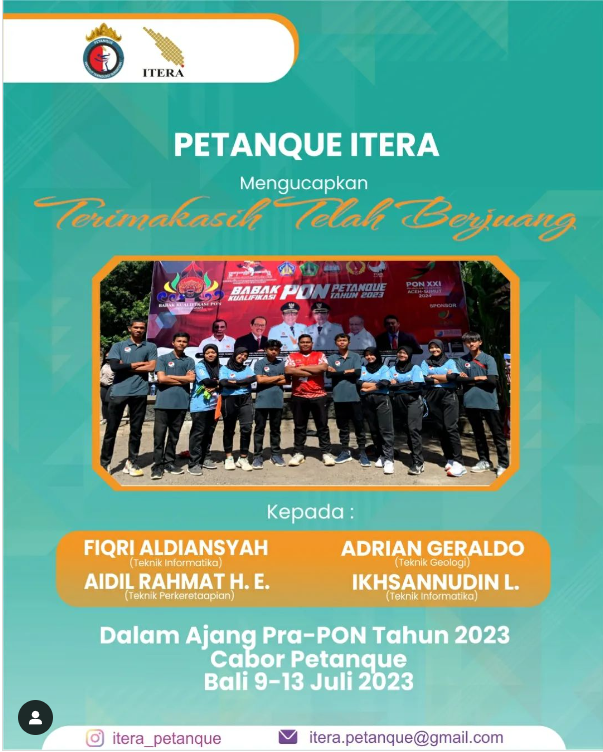 ITERA
PETANQUE ITERA
Mengucapkan
Terimakasih Telah Berjuang
BABAK KUALIFIKASI PON PETANQUE TAHUN 2023
PON XXI
SPONSOR
Kepada :
FIQRI ALDIANSYAH
(Teknik Informatika)
ADRIAN GERALDO
(Teknik Geologi)
AIDIL RAHMAT H. E.
(Teknik Perkeretaapian)
IKHSANNUDIN L.
(Teknik Informatika)
Dalam Ajang Pra-PON Tahun 2023
Cabor Petanque
Bali 9-13 Juli 2023
itera_petanque
itera.petanque@gmail.com